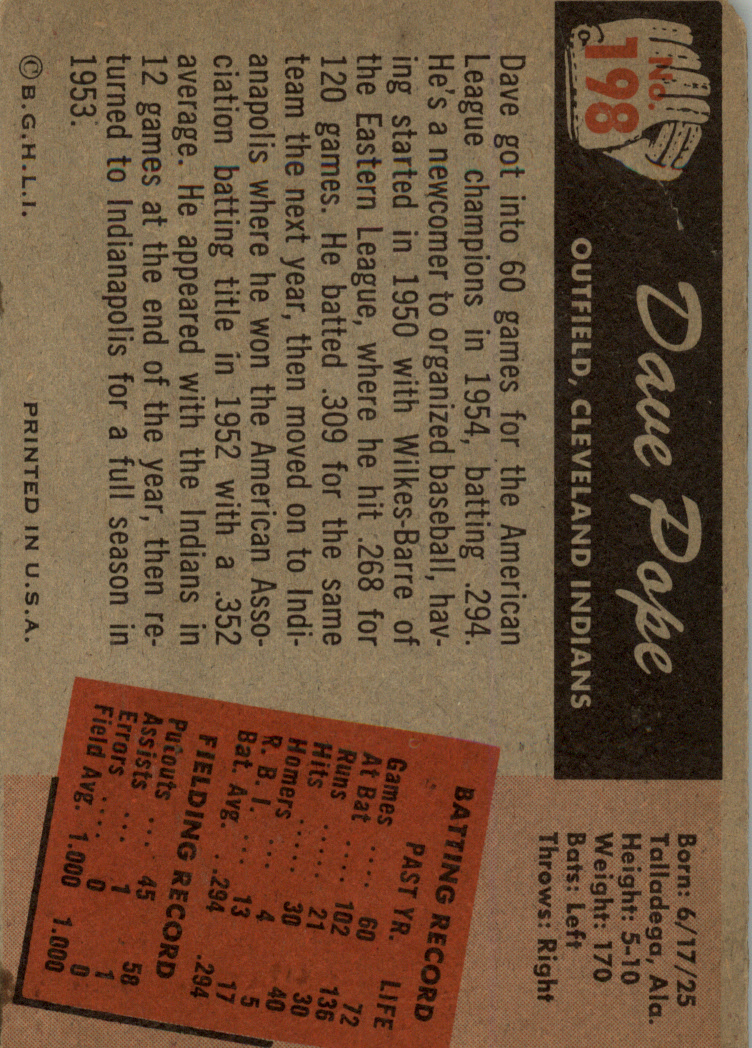 No.
198
Dave Pope
OUTFIELD, CLEVELAND INDIANS
Born: 6/17/25
Talladega, Ala.
Height: 5-10
Weight: 170
Bats: Left
Throws: Right
Dave got into 60 games for the American
League champions in 1954, batting .294.
He's a newcomer to organized baseball, hav-
ing started in 1950 with Wilkes-Barre of
the Eastern League, where he hit .268 for
120 games. He batted .309 for the same
team the next year, then moved on to Indi-
anapolis where he won the American Asso-
ciation batting title in 1952 with a .352
average. He appeared with the Indians in
12 games at the end of the year, then re-
turned to Indianapolis for a full season in
1953.
BATTING RECORD
PAST YR. LIFE
Games .... 60 72
At Bat .... 102 136
Runs ..... 21 30
Hits ..... 30 40
Homers .... 4 5
R. B. I. ... 13 17
Bat. Avg. . .294 .294
FIELDING RECORD
Putouts ... 45 58
Assists .... 1 1
Errors .... 0 0
Field Avg. 1.000 1.000
©B.G.H.L.I. PRINTED IN U.S.A.